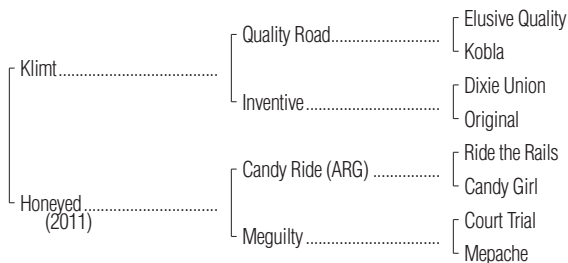 Elusive Quality
Quality Road..........................
Kobla
Klimt......................................
Dixie Union
Inventive................................
Original
Ride the Rails
Candy Ride (ARG) ................
Candy Girl
Honeyed................................
(2011)
Court Trial
Meguilty................................
Mepache